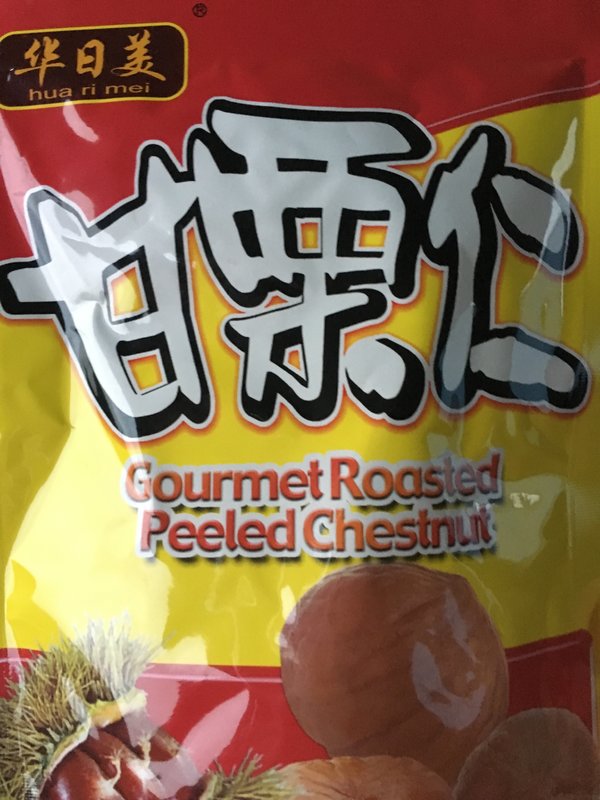 ®
华日美
hua ri mei
甘栗仁
Gourmet Roasted
Peeled Chestnut